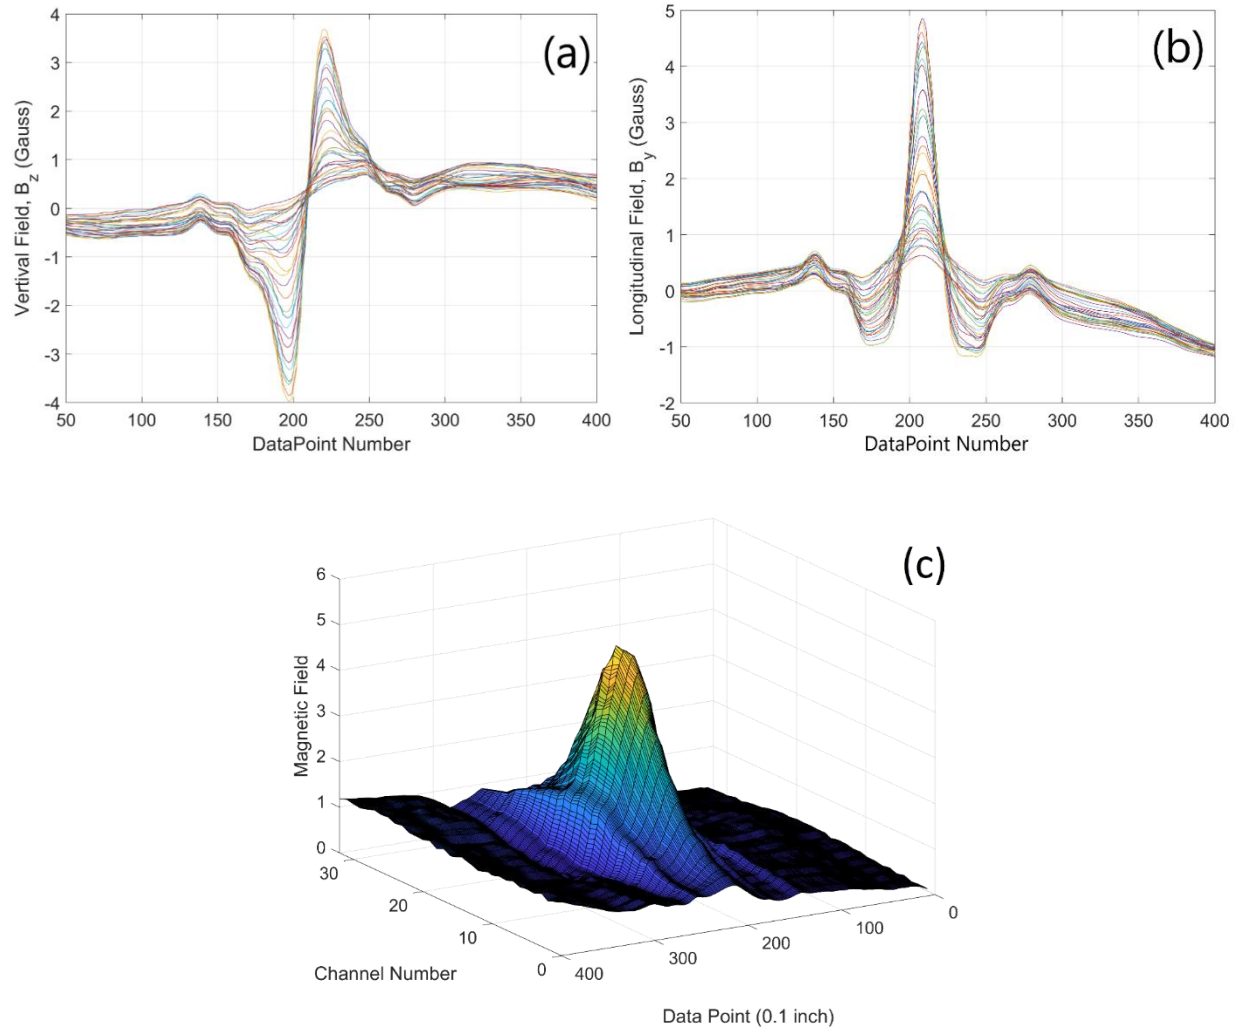 (a)
4
3
2
1
0
-1
-2
-3
-4
Vertival Field, B_z (Gauss)
50 100 150 200 250 300 350 400
DataPoint Number
(b)
5
4
3
2
1
0
-1
-2
Longitudinal Field, B_y (Gauss)
50 100 150 200 250 300 350 400
DataPoint Number
(c)
6
5
4
3
2
1
0
Magnetic Field
30
20
10
0
Channel Number
400 300 200 100 0
Data Point (0.1 inch)